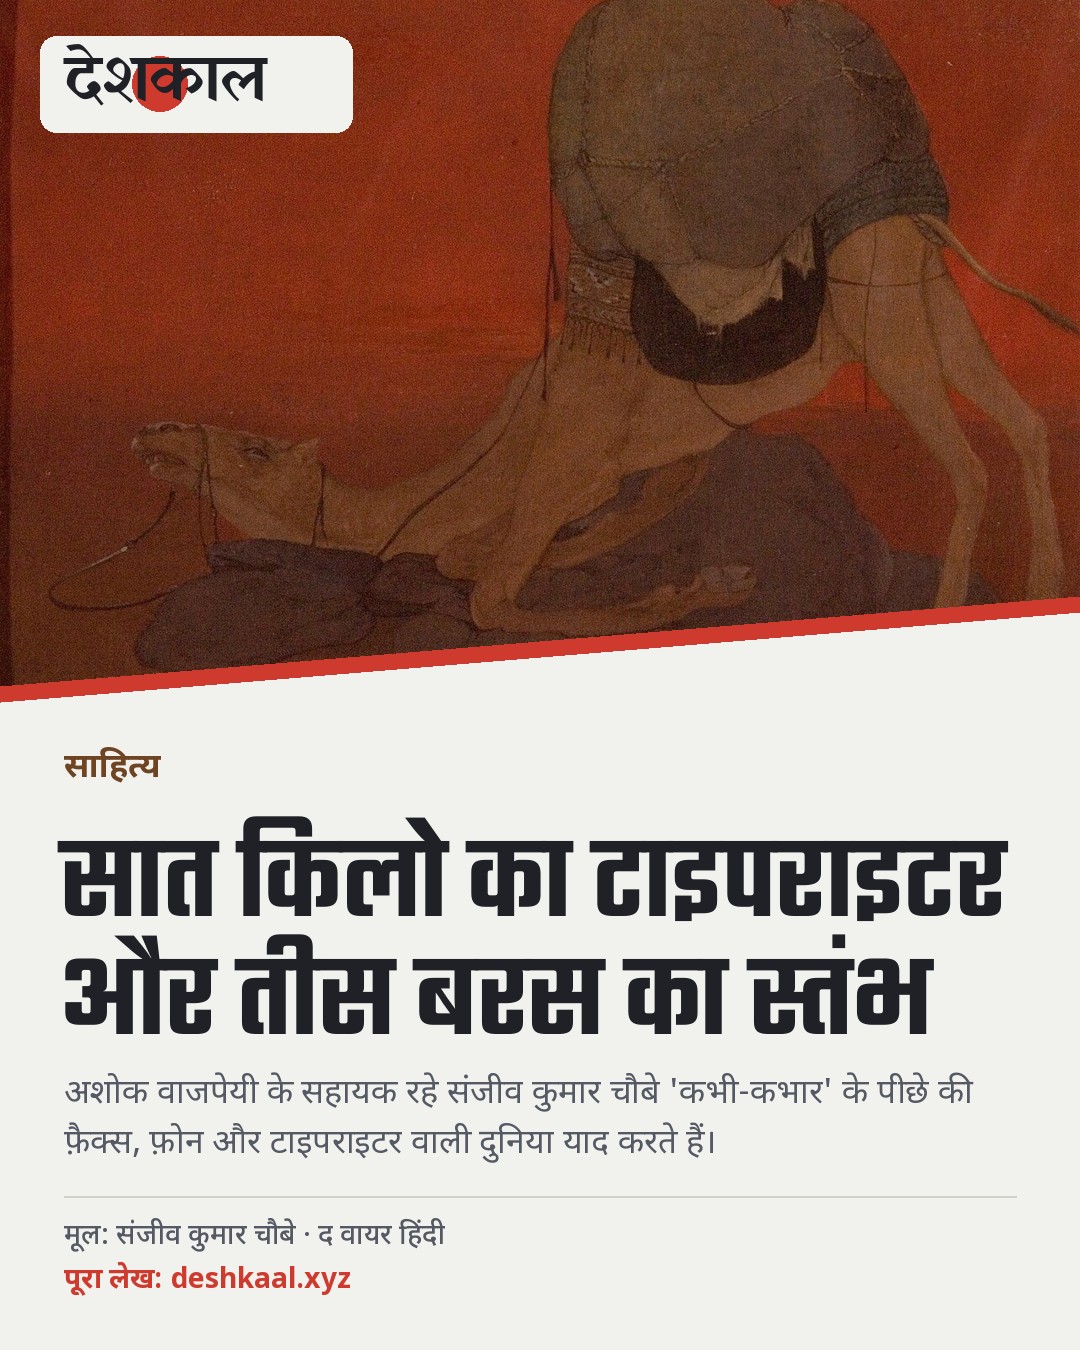 देशकाल
साहित्य
सात किलो का टाइपराइटर
और तीस बरस का स्तंभ
अशोक वाजपेयी के सहायक रहे संजीव कुमार चौबे 'कभी-कभार' के पीछे की
फ़ैक्स, फ़ोन और टाइपराइटर वाली दुनिया याद करते हैं।
मूल: संजीव कुमार चौबे · द वायर हिंदी
पूरा लेख: deshkaal.xyz